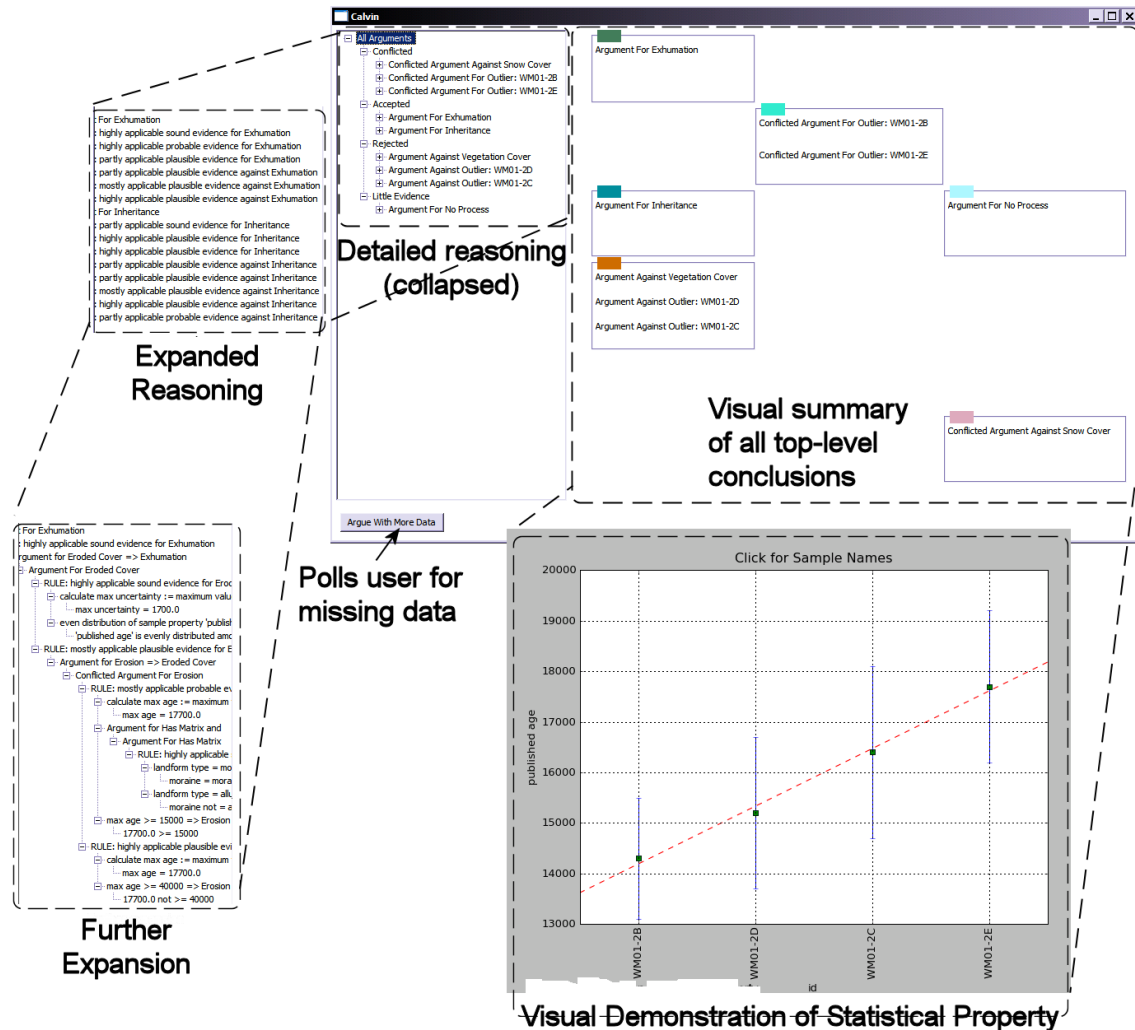 Calvin
All Arguments
Conflicted
Conflicted Argument Against Snow Cover
Conflicted Argument For Outlier: WM01-2B
Conflicted Argument For Outlier: WM01-2E
Accepted
Argument For Exhumation
Argument For Inheritance
Rejected
Argument Against Vegetation Cover
Argument Against Outlier: WM01-2D
Argument Against Outlier: WM01-2C
Little Evidence
Argument For No Process
Detailed reasoning
(collapsed)
Argument For Exhumation
Conflicted Argument For Outlier: WM01-2B
Conflicted Argument For Outlier: WM01-2E
Argument For Inheritance
Argument For No Process
Argument Against Vegetation Cover
Argument Against Outlier: WM01-2D
Argument Against Outlier: WM01-2C
Conflicted Argument Against Snow Cover
Visual summary
of all top-level
conclusions
: For Exhumation
: highly applicable sound evidence for Exhumation
: highly applicable probable evidence for Exhumation
: partly applicable plausible evidence for Exhumation
: partly applicable plausible evidence against Exhumation
: mostly applicable plausible evidence against Exhumation
: highly applicable plausible evidence against Exhumation
: For Inheritance
: partly applicable sound evidence for Inheritance
: highly applicable plausible evidence for Inheritance
: highly applicable plausible evidence for Inheritance
: partly applicable plausible evidence against Inheritance
: partly applicable plausible evidence against Inheritance
: mostly applicable plausible evidence against Inheritance
: highly applicable plausible evidence against Inheritance
: partly applicable probable evidence against Inheritance
Expanded
Reasoning
Argue With More Data
Polls user for
missing data
: For Exhumation
: highly applicable sound evidence for Exhumation
rgument for Eroded Cover => Exhumation
Argument For Eroded Cover
RULE: highly applicable sound evidence for Eroc
calculate max uncertainty := maximum valu
max uncertainty = 1700.0
even distribution of sample property 'publish
'published age' is evenly distributed amo
RULE: mostly applicable plausible evidence for E
Argument for Erosion => Eroded Cover
Conflicted Argument For Erosion
RULE: mostly applicable probable ev
calculate max age := maximum
max age = 17700.0
Argument for Has Matrix and
Argument For Has Matrix
RULE: highly applicable
landform type = mo
moraine = mora
landform type = allu
moraine not = a
max age >= 15000 => Erosion
17700.0 >= 15000
RULE: highly applicable plausible evi
calculate max age := maximum
max age = 17700.0
max age >= 40000 => Erosion
17700.0 not >= 40000
Further
Expansion
Click for Sample Names
20000
19000
18000
17000
16000
15000
14000
13000
published age
WM01-2B
WM01-2D
WM01-2C
WM01-2E
id
Visual Demonstration of Statistical Property